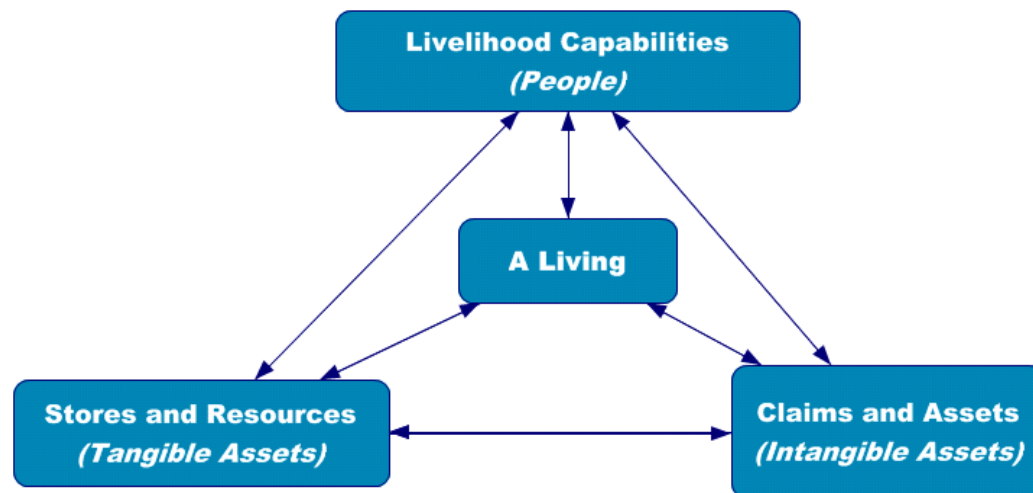 Livelihood Capabilities
(People)
A Living
Stores and Resources
(Tangible Assets)
Claims and Assets
(Intangible Assets)